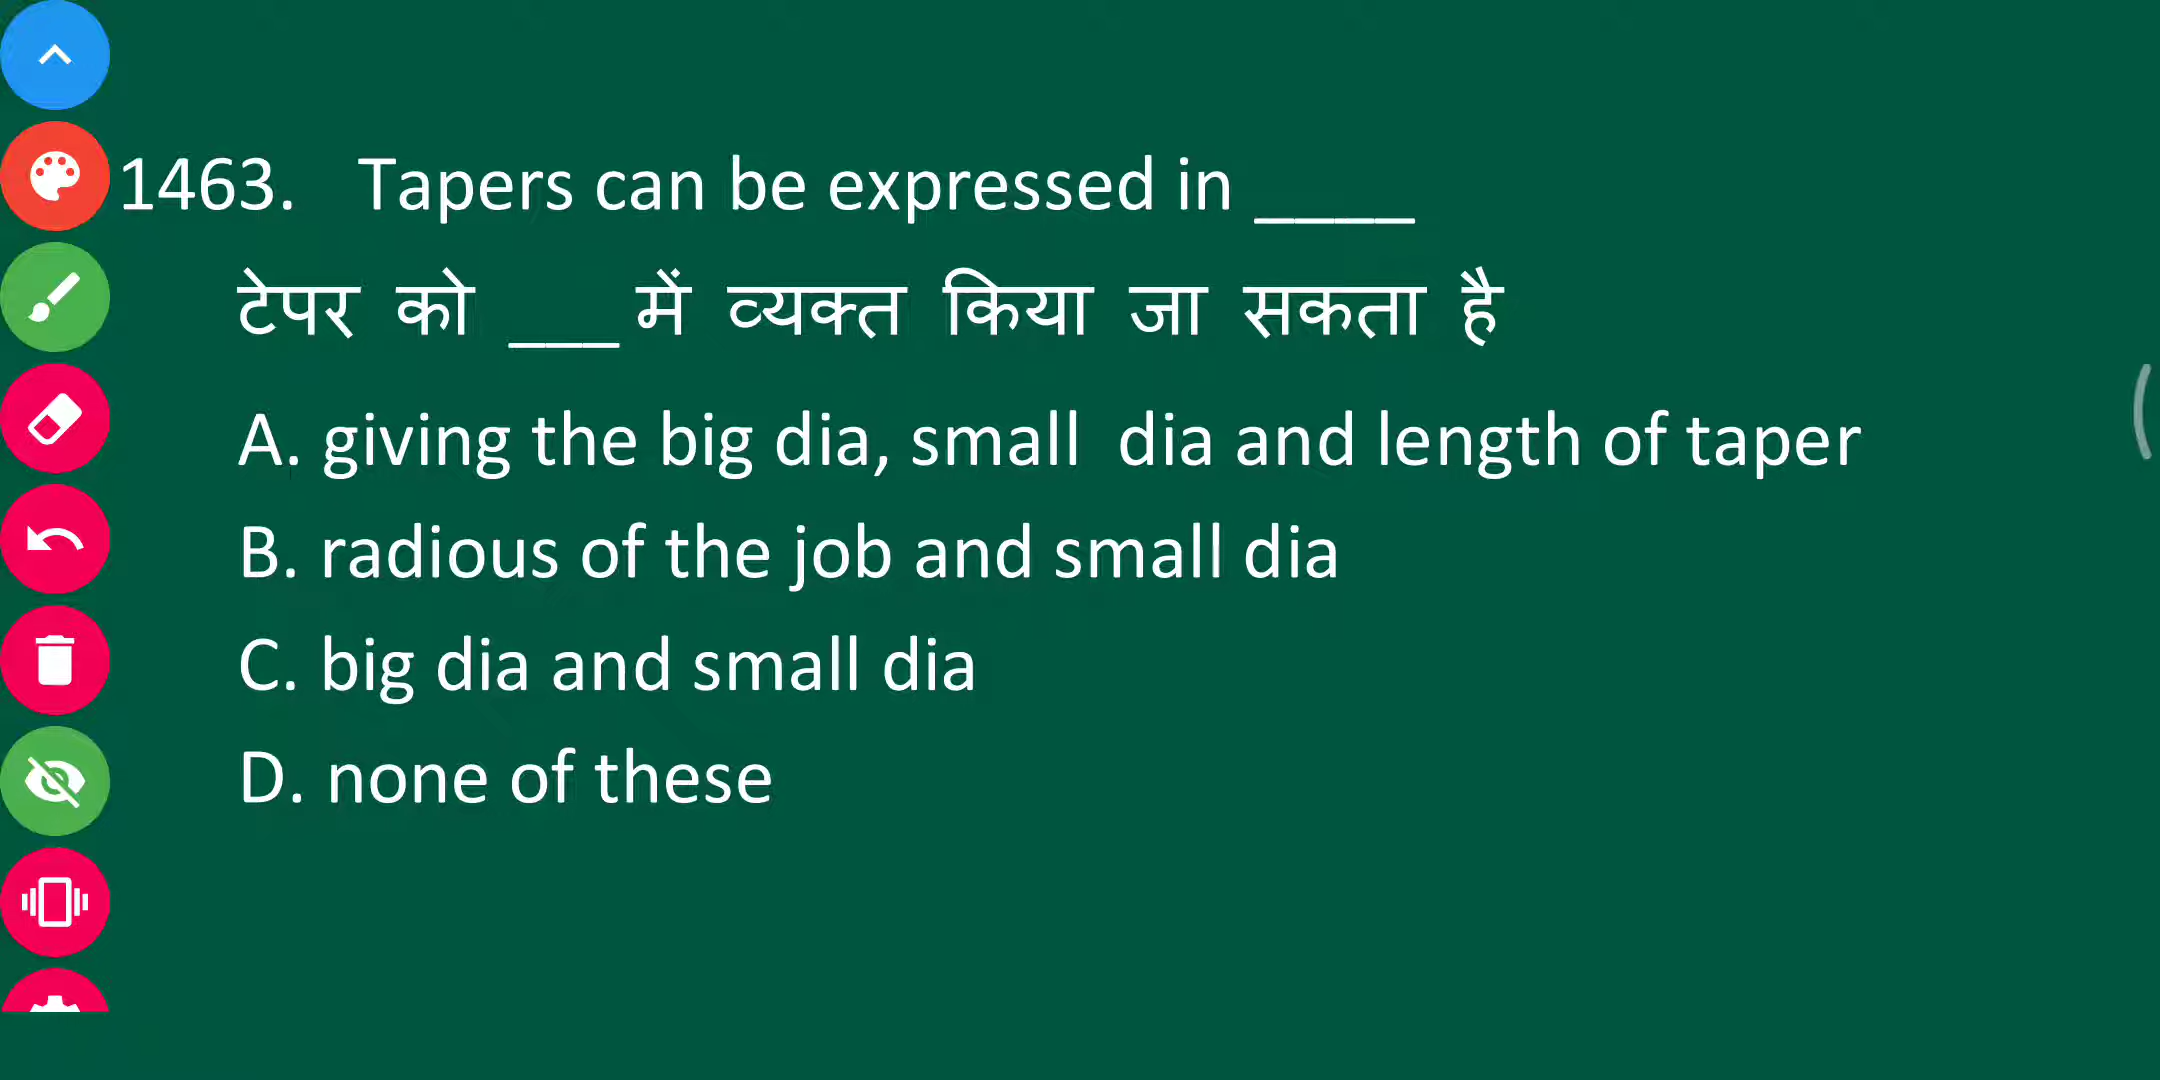 1463. Tapers can be expressed in ____
टेपर को ___ में व्यक्त किया जा सकता है
A. giving the big dia, small dia and length of taper
B. radious of the job and small dia
C. big dia and small dia
D. none of these